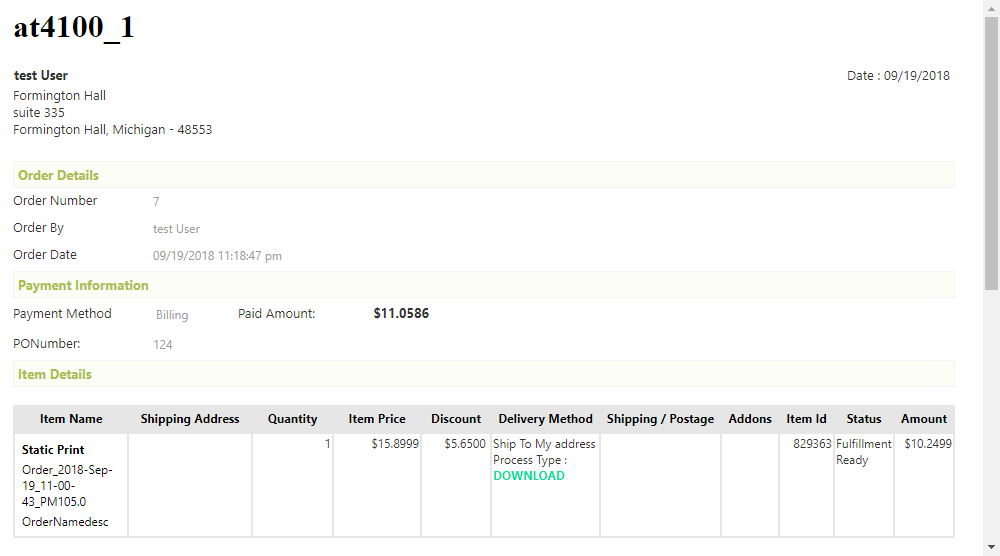 at4100_1
test User
Date : 09/19/2018
Formington Hall
suite 335
Formington Hall, Michigan - 48553
Order Details
Order Number 7
Order By test User
Order Date 09/19/2018 11:18:47 pm
Payment Information
Payment Method Billing Paid Amount: $11.0586
PONumber: 124
Item Details
Item Name Shipping Address Quantity Item Price Discount Delivery Method Shipping / Postage Addons Item Id Status Amount
Static Print
Order_2018-Sep-
19_11-00-
43_PM105.0
OrderNamedesc
1
$15.8999
$5.6500
Ship To My address
Process Type :
DOWNLOAD
829363
Fulfillment
Ready
$10.2499